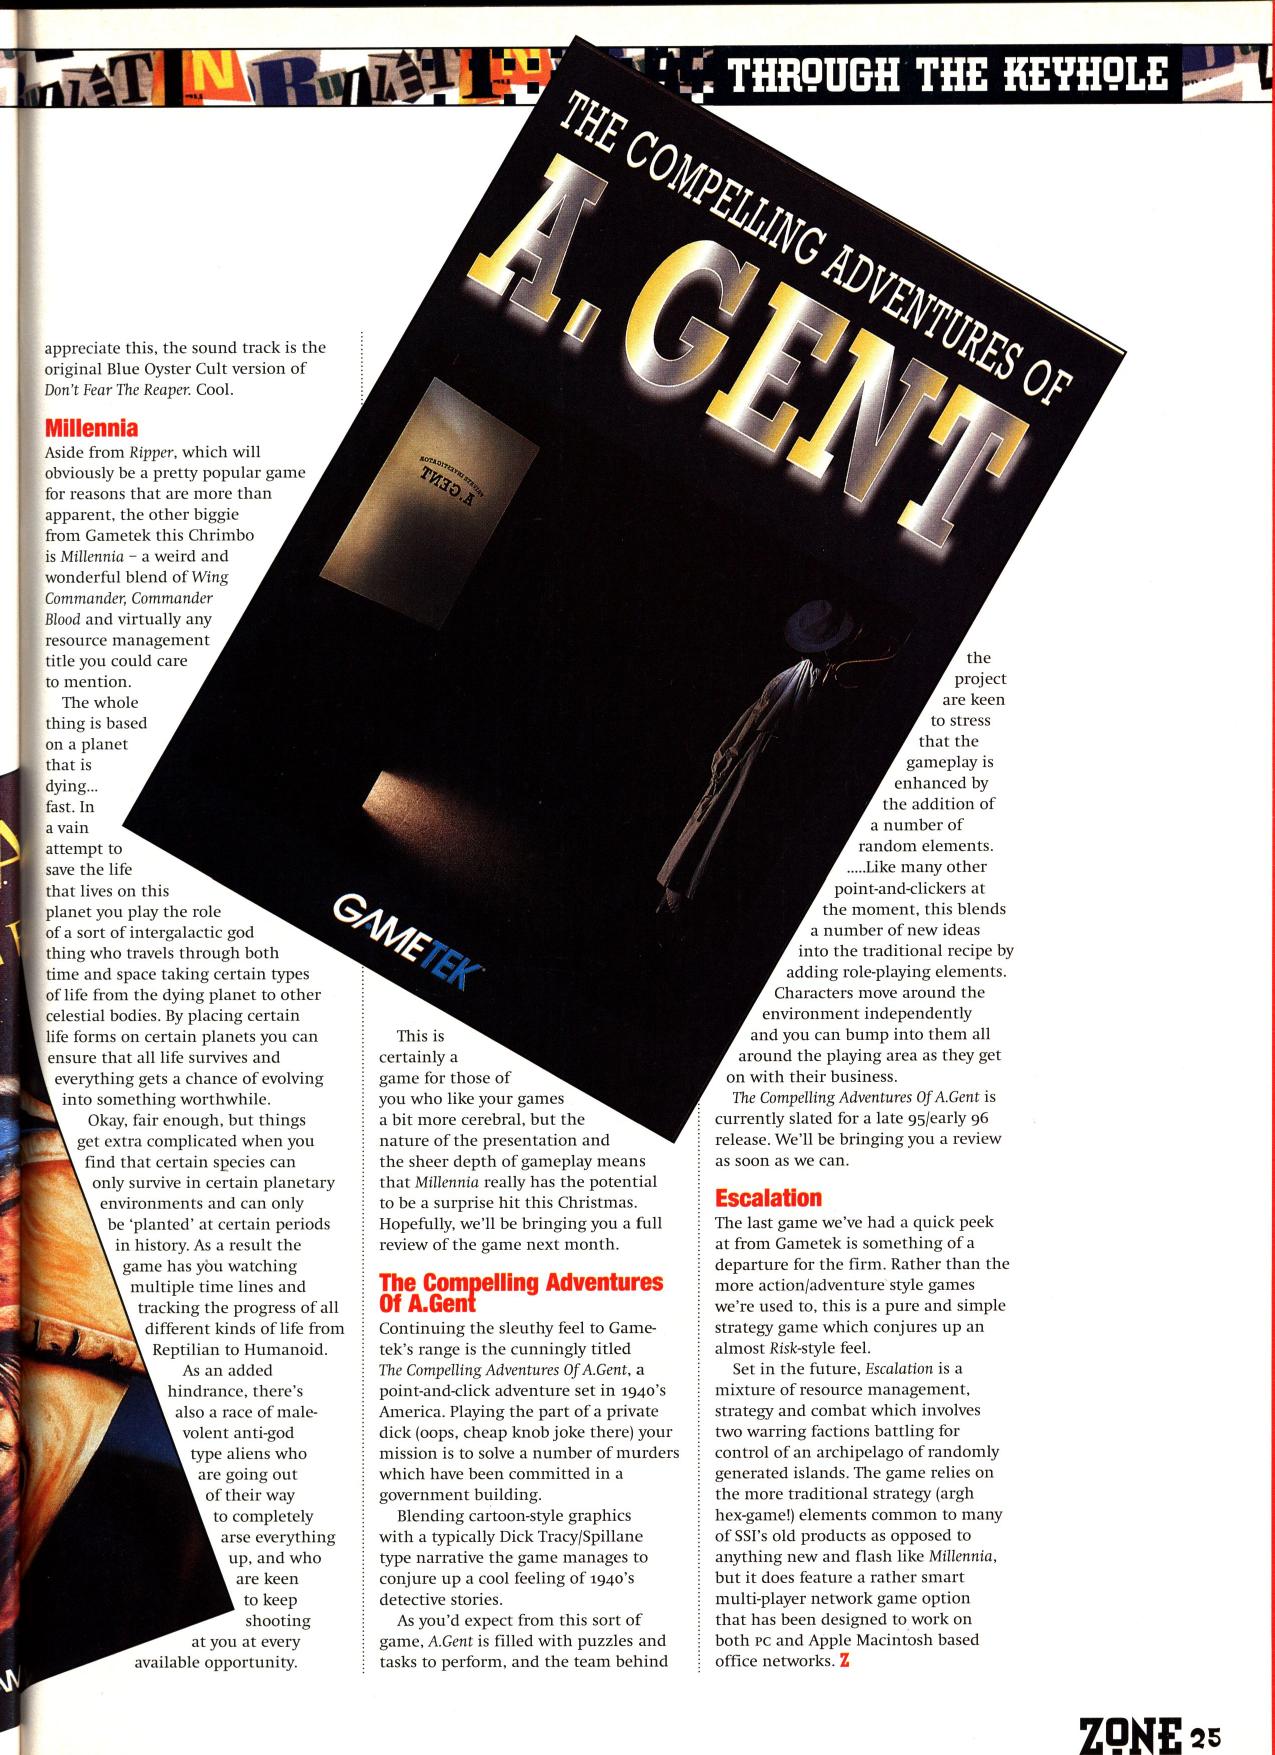 THROUGH THE KEYHOLE
THE COMPELLING ADVENTURES OF
A. GENT
PRIVATE INVESTIGATOR
A. GENT
GAMETEK
appreciate this, the sound track is the
original Blue Oyster Cult version of
Don't Fear The Reaper. Cool.
Millennia
Aside from Ripper, which will
obviously be a pretty popular game
for reasons that are more than
apparent, the other biggie
from Gametek this Chrimbo
is Millennia – a weird and
wonderful blend of Wing
Commander, Commander
Blood and virtually any
resource management
title you could care
to mention.
The whole
thing is based
on a planet
that is
dying...
fast. In
a vain
attempt to
save the life
that lives on this
planet you play the role
of a sort of intergalactic god
thing who travels through both
time and space taking certain types
of life from the dying planet to other
celestial bodies. By placing certain
life forms on certain planets you can
ensure that all life survives and
everything gets a chance of evolving
into something worthwhile.
Okay, fair enough, but things
get extra complicated when you
find that certain species can
only survive in certain planetary
environments and can only
be 'planted' at certain periods
in history. As a result the
game has you watching
multiple time lines and
tracking the progress of all
different kinds of life from
Reptilian to Humanoid.
As an added
hindrance, there's
also a race of male-
volent anti-god
type aliens who
are going out
of their way
to completely
arse everything
up, and who
are keen
to keep
shooting
at you at every
available opportunity.
This is
certainly a
game for those of
you who like your games
a bit more cerebral, but the
nature of the presentation and
the sheer depth of gameplay means
that Millennia really has the potential
to be a surprise hit this Christmas.
Hopefully, we'll be bringing you a full
review of the game next month.
The Compelling Adventures
Of A.Gent
Continuing the sleuthy feel to Game-
tek's range is the cunningly titled
The Compelling Adventures Of A.Gent, a
point-and-click adventure set in 1940's
America. Playing the part of a private
dick (oops, cheap knob joke there) your
mission is to solve a number of murders
which have been committed in a
government building.
Blending cartoon-style graphics
with a typically Dick Tracy/Spillane
type narrative the game manages to
conjure up a cool feeling of 1940's
detective stories.
As you'd expect from this sort of
game, A.Gent is filled with puzzles and
tasks to perform, and the team behind
the
project
are keen
to stress
that the
gameplay is
enhanced by
the addition of
a number of
random elements.
.....Like many other
point-and-clickers at
the moment, this blends
a number of new ideas
into the traditional recipe by
adding role-playing elements.
Characters move around the
environment independently
and you can bump into them all
around the playing area as they get
on with their business.
The Compelling Adventures Of A.Gent is
currently slated for a late 95/early 96
release. We'll be bringing you a review
as soon as we can.
Escalation
The last game we've had a quick peek
at from Gametek is something of a
departure for the firm. Rather than the
more action/adventure style games
we're used to, this is a pure and simple
strategy game which conjures up an
almost Risk-style feel.
Set in the future, Escalation is a
mixture of resource management,
strategy and combat which involves
two warring factions battling for
control of an archipelago of randomly
generated islands. The game relies on
the more traditional strategy (argh
hex-game!) elements common to many
of SSI's old products as opposed to
anything new and flash like Millennia,
but it does feature a rather smart
multi-player network game option
that has been designed to work on
both PC and Apple Macintosh based
office networks. Z
ZONE 25